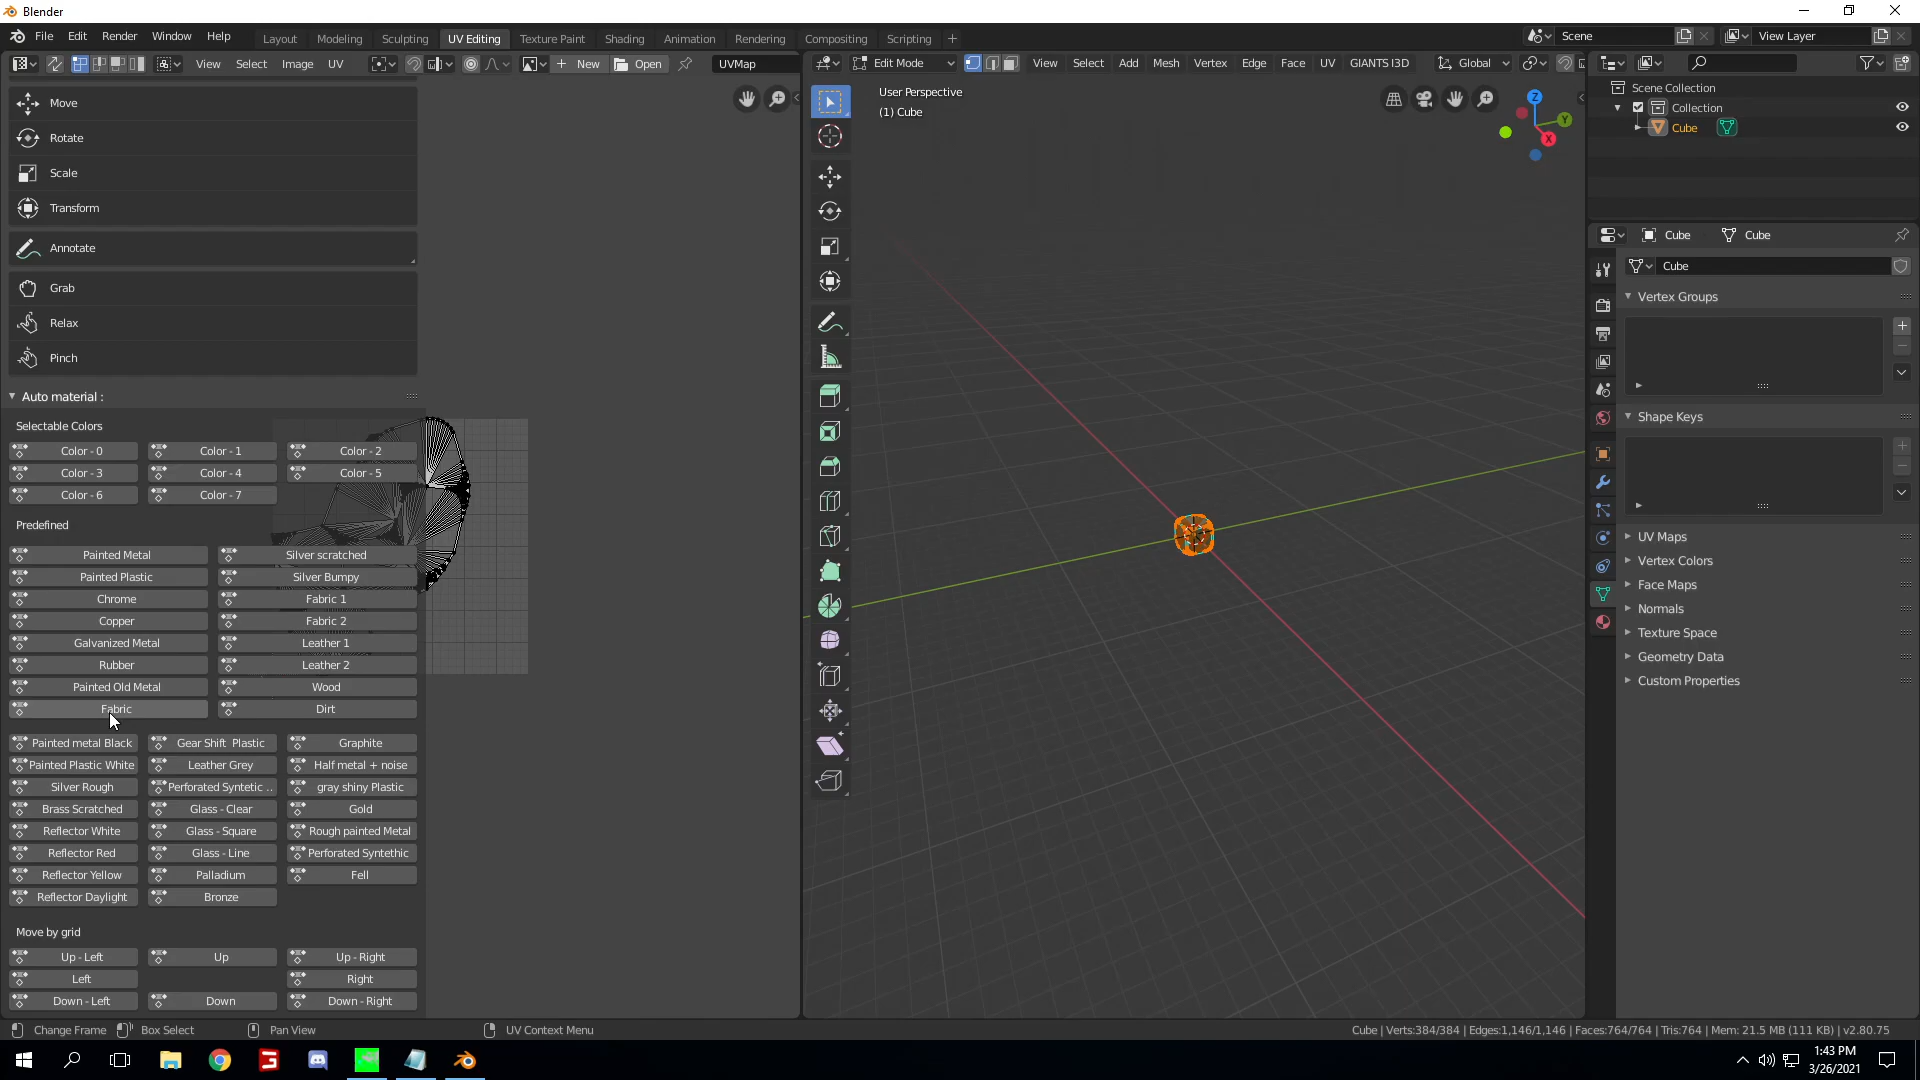 Blender
File Edit Render Window Help
Layout Modeling Sculpting UV Editing Texture Paint Shading Animation Rendering Compositing Scripting +
Scene
View Layer
View Select Image UV
New Open
UVMap
Edit Mode
View Select Add Mesh Vertex Edge Face UV GIANTS I3D
Global
Move
Rotate
Scale
Transform
Annotate
Grab
Relax
Pinch
Auto material :
Selectable Colors
Color - 0 Color - 1 Color - 2
Color - 3 Color - 4 Color - 5
Color - 6 Color - 7
Predefined
Painted Metal Silver scratched
Painted Plastic Silver Bumpy
Chrome Fabric 1
Copper Fabric 2
Galvanized Metal Leather 1
Rubber Leather 2
Painted Old Metal Wood
Fabric Dirt
Painted metal Black Gear Shift Plastic Graphite
Painted Plastic White Leather Grey Half metal + noise
Silver Rough Perforated Syntetic .. gray shiny Plastic
Brass Scratched Glass - Clear Gold
Reflector White Glass - Square Rough painted Metal
Reflector Red Glass - Line Perforated Syntethic
Reflector Yellow Palladium Fell
Reflector Daylight Bronze
Move by grid
Up - Left Up Up - Right
Left Right
Down - Left Down Down - Right
User Perspective
(1) Cube
Z
Y
X
Scene Collection
Collection
Cube
Cube Cube
Cube
Vertex Groups
Shape Keys
UV Maps
Vertex Colors
Face Maps
Normals
Texture Space
Geometry Data
Custom Properties
Change Frame Box Select Pan View UV Context Menu
Cube | Verts:384/384 | Edges:1,146/1,146 | Faces:764/764 | Tris:764 | Mem: 21.5 MB (111 KB) | v2.80.75
1:43 PM
3/26/2021